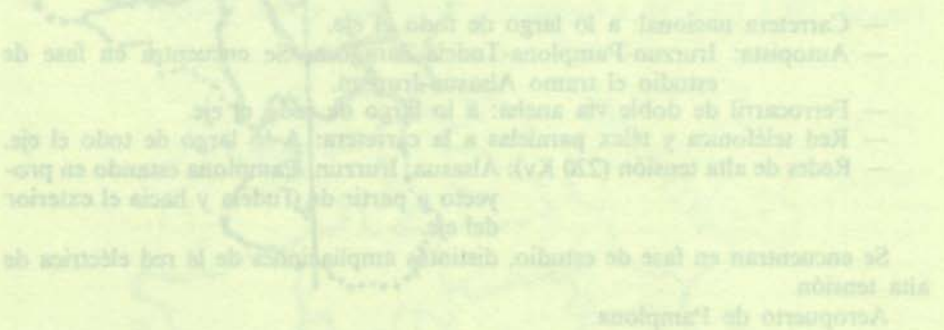 — Carretera nacional: a lo largo de todo el eje.
— Autopista: Irurzun-Pamplona-Tudela-Zaragoza. Se encuentra en fase de
estudio el tramo Alsasua-Irurzun.
— Ferrocarril de doble vía ancha: a lo largo de todo el eje.
— Red telefónica y télex paralelas a la carretera: A lo largo de todo el eje.
— Redes de alta tensión (220 Kv): Alsasua, Irurzun, Pamplona estando en pro-
yecto a partir de Tudela y hacia el exterior
del eje.
Se encuentran en fase de estudio, distintas ampliaciones de la red eléctrica de
alta tensión.
Aeropuerto de Pamplona